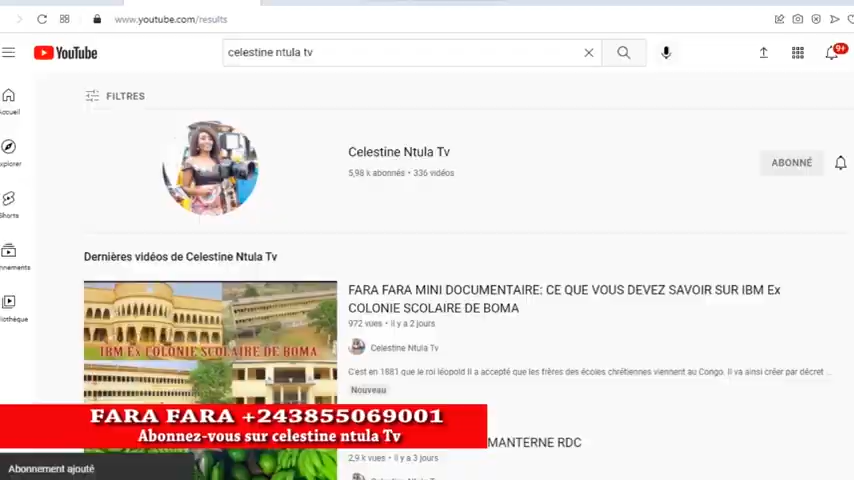 www.youtube.com/results
YouTube
celestine ntula tv
9+
FILTRES
Accueil
Celestine Ntula Tv
5,98 k abonnés • 336 vidéos
ABONNÉ
Shorts
Dernières vidéos de Celestine Ntula Tv
FARA FARA MINI DOCUMENTAIRE: CE QUE VOUS DEVEZ SAVOIR SUR IBM Ex
COLONIE SCOLAIRE DE BOMA
972 vues • il y a 2 jours
Celestine Ntula Tv
IBM Ex COLONIE SCOLAIRE DE BOMA
C'est en 1881 que le roi léopold II a accepté que les frères des écoles chrétiennes viennent au Congo. Il va ainsi créer par décret ...
Nouveau
FARA FARA +243855069001
Abonnez-vous sur celestine ntula Tv
MANTERNE RDC
2,9 k vues • il y a 3 jours
Celestine Ntula Tv
Abonnement ajouté